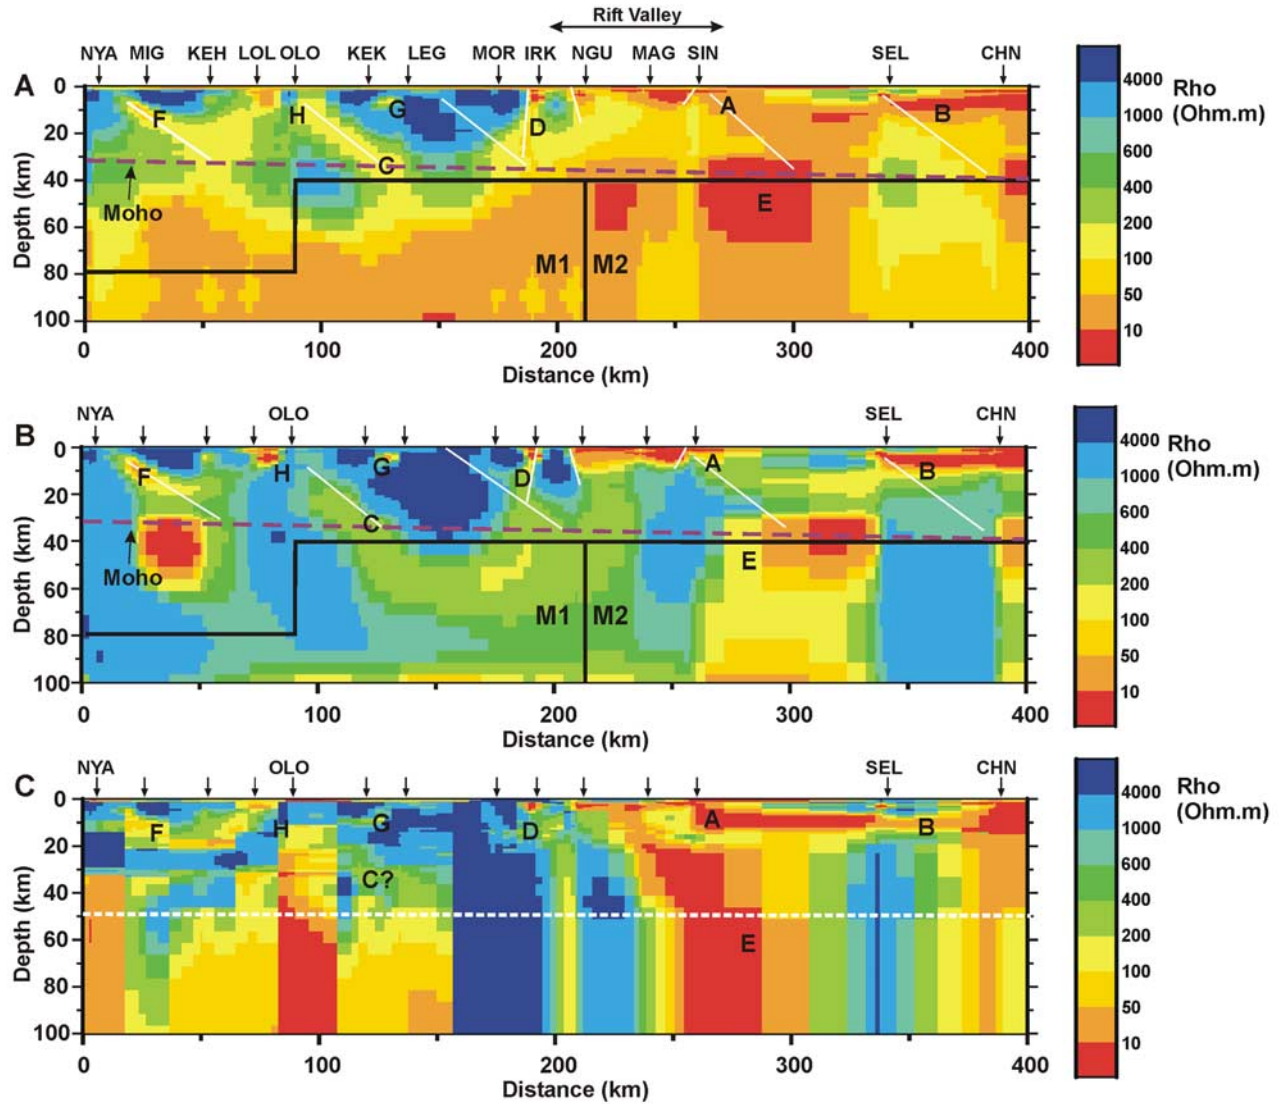 Rift Valley
NYA MIG KEH LOL OLO KEK LEG MOR IRK NGU MAG SIN SEL CHN
A
0
20
40
60
80
100
Depth (km)
F H G D A B
C
Moho
E
M1 M2
0 100 200 300 400
Distance (km)
Rho
(Ohm.m)
4000
1000
600
400
200
100
50
10
NYA OLO SEL CHN
B
0
20
40
60
80
100
Depth (km)
F H G D A B
C
Moho
E
M1 M2
0 100 200 300 400
Distance (km)
Rho
(Ohm.m)
4000
1000
600
400
200
100
50
10
NYA OLO SEL CHN
C
0
20
40
60
80
100
Depth (km)
F H G D A B
C?
E
0 100 200 300 400
Distance (km)
Rho
(Ohm.m)
4000
1000
600
400
200
100
50
10